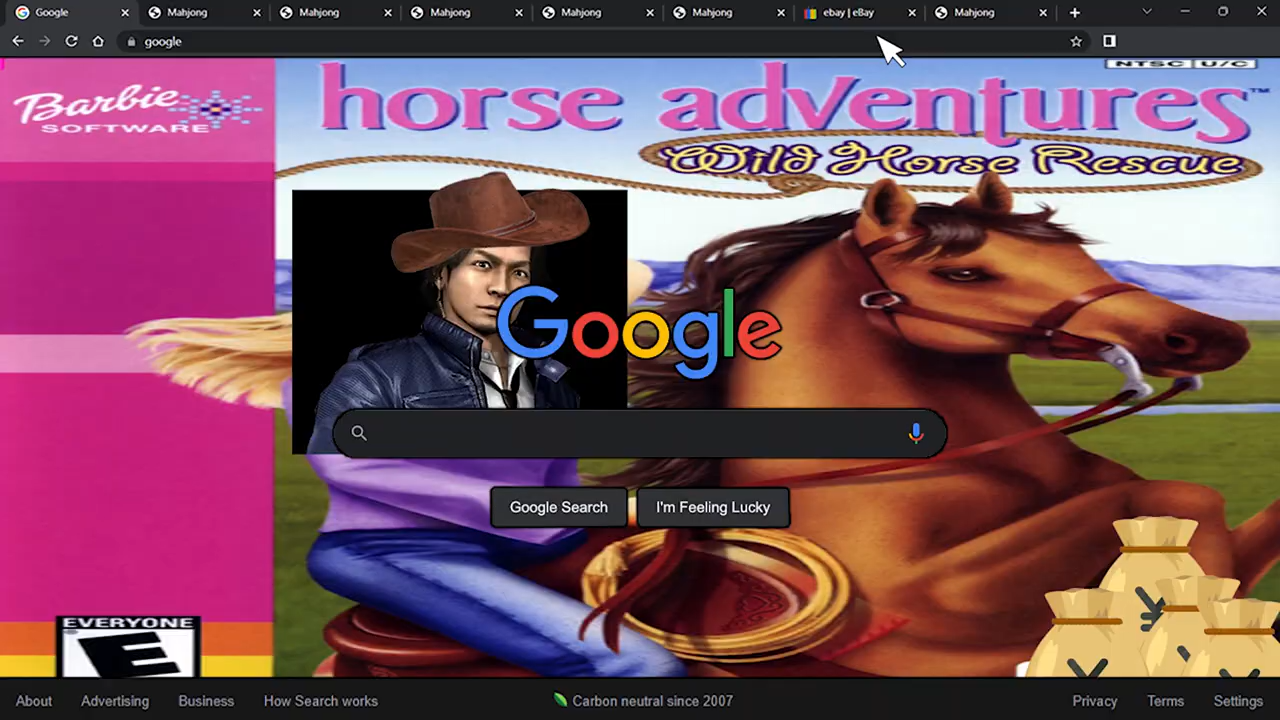 Google
Mahjong
Mahjong
Mahjong
Mahjong
Mahjong
ebay | eBay
Mahjong
google
NTSC U/C
Barbie
SOFTWARE
horse adventures™
Wild Horse Rescue
Google
Google Search
I'm Feeling Lucky
¥
EVERYONE
E
About
Advertising
Business
How Search works
Carbon neutral since 2007
Privacy
Terms
Settings